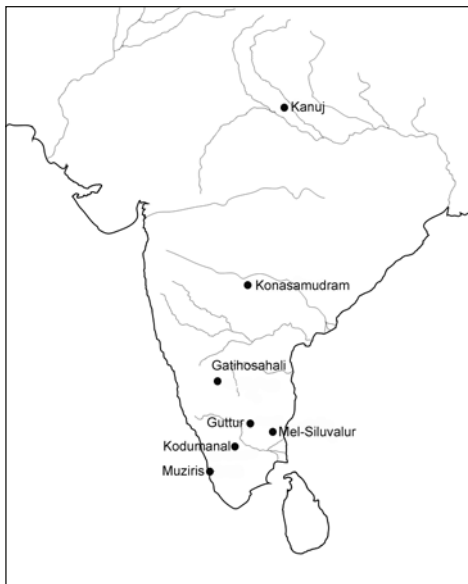 Kanuj
Konasamudram
Gatihosahali
Guttur
Mel-Siluvalur
Kodumanal
Muziris